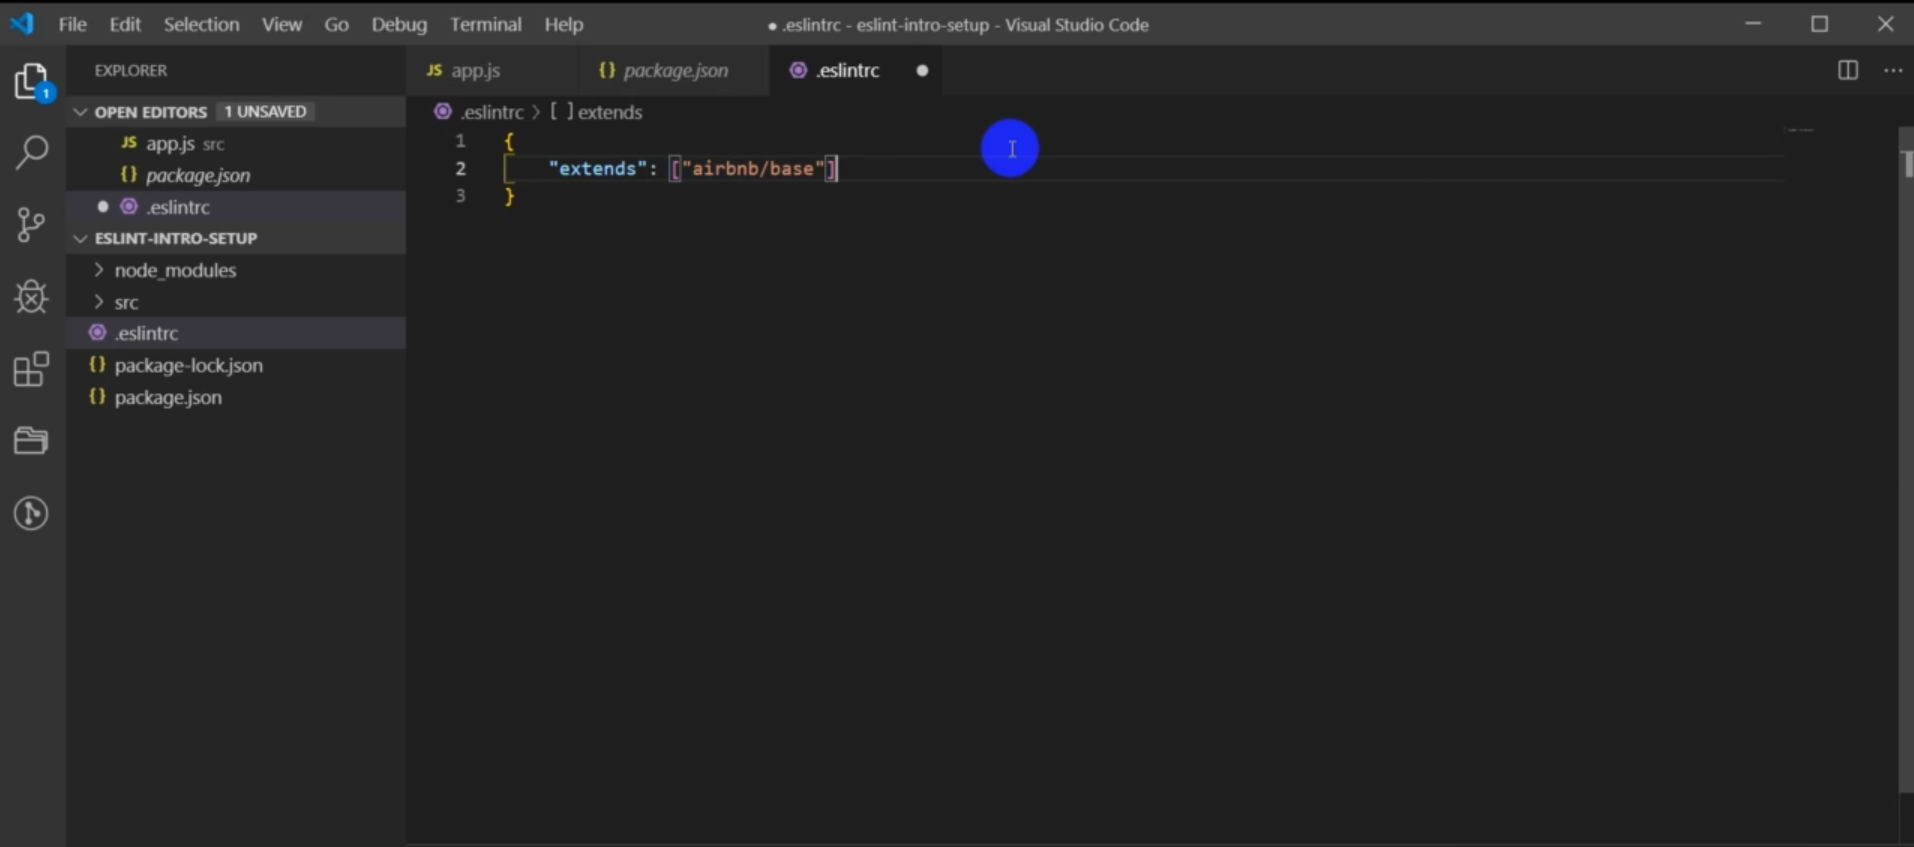 File Edit Selection View Go Debug Terminal Help
● .eslintrc - eslint-intro-setup - Visual Studio Code
1
EXPLORER
OPEN EDITORS 1 UNSAVED
JS app.js src
{} package.json
● .eslintrc
ESLINT-INTRO-SETUP
node_modules
src
.eslintrc
{} package-lock.json
{} package.json
JS app.js {} package.json .eslintrc ●
.eslintrc > [ ] extends
1 {
2 "extends": ["airbnb/base"]
3 }